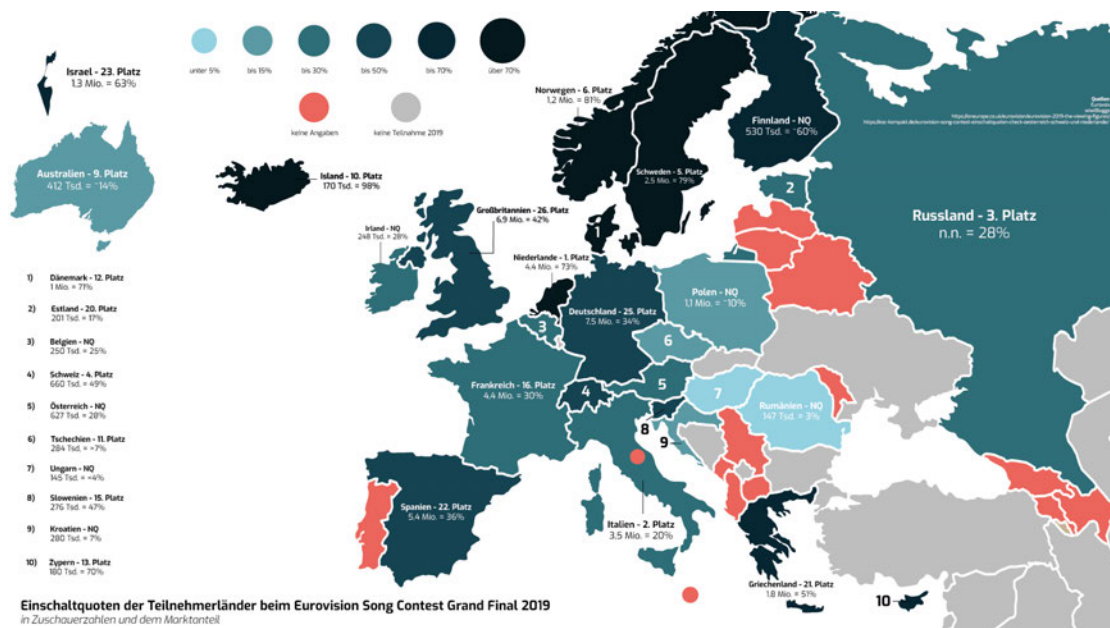 unter 5%
bis 15%
bis 30%
bis 50%
bis 70%
über 70%
keine Angaben
keine Teilnahme 2019
Israel - 23. Platz
1.3 Mio. = 63%
Australien - 9. Platz
412 Tsd. = ~14%
Island - 10. Platz
170 Tsd. = 98%
Norwegen - 6. Platz
1,2 Mio. = 81%
Finnland - NQ
530 Tsd. = ~60%
Schweden - 5. Platz
2.5 Mio. = 79%
Quellen:
Russland - 3. Platz
n.n. = 28%
Großbritannien - 26. Platz
6.9 Mio. = 42%
Irland - NQ
248 Tsd. = 28%
Niederlande - 1. Platz
4.4 Mio. = 73%
Deutschland - 25. Platz
7.5 Mio. = 34%
Polen - NQ
1,1 Mio. = ~10%
Frankreich - 16. Platz
4.4 Mio. = 30%
Rumänien - NQ
147 Tsd. = 3%
Spanien - 22. Platz
5.4 Mio. = 36%
Italien - 2. Platz
3.5 Mio. = 20%
Griechenland - 21. Platz
1.8 Mio. = 51%
1
2
3
4
5
6
7
8
9
10
1) Dänemark - 12. Platz
1 Mio. = 71%
2) Estland - 20. Platz
201 Tsd. = 17%
3) Belgien - NQ
250 Tsd. = 25%
4) Schweiz - 4. Platz
660 Tsd. = 49%
5) Österreich - NQ
627 Tsd. = 28%
6) Tschechien - 11. Platz
284 Tsd. = >7%
7) Ungarn - NQ
145 Tsd. = <4%
8) Slowenien - 15. Platz
276 Tsd. = 47%
9) Kroatien - NQ
280 Tsd. = 7%
10) Zypern - 13. Platz
180 Tsd. = 70%
Einschaltquoten der Teilnehmerländer beim Eurovision Song Contest Grand Final 2019
in Zuschauerzahlen und dem Marktanteil